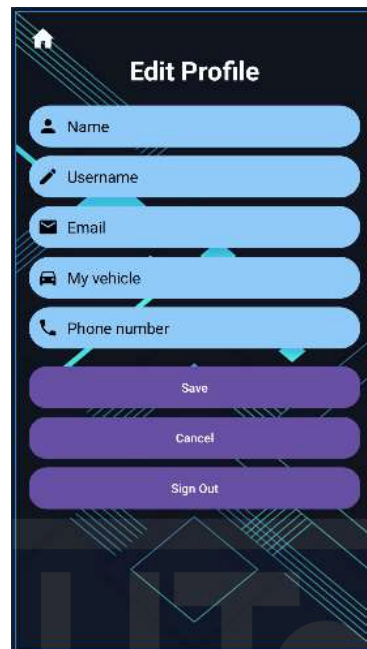 Edit Profile
Name
Username
Email
My vehicle
Phone number
Save
Cancel
Sign Out